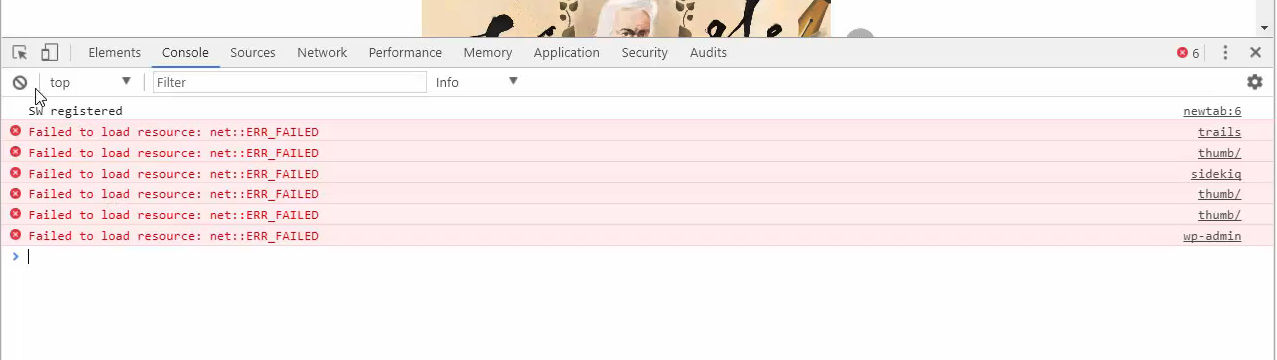 Elements Console Sources Network Performance Memory Application Security Audits 6
top Filter Info
SW registered newtab:6
Failed to load resource: net::ERR_FAILED trails
Failed to load resource: net::ERR_FAILED thumb/
Failed to load resource: net::ERR_FAILED sidekiq
Failed to load resource: net::ERR_FAILED thumb/
Failed to load resource: net::ERR_FAILED thumb/
Failed to load resource: net::ERR_FAILED wp-admin